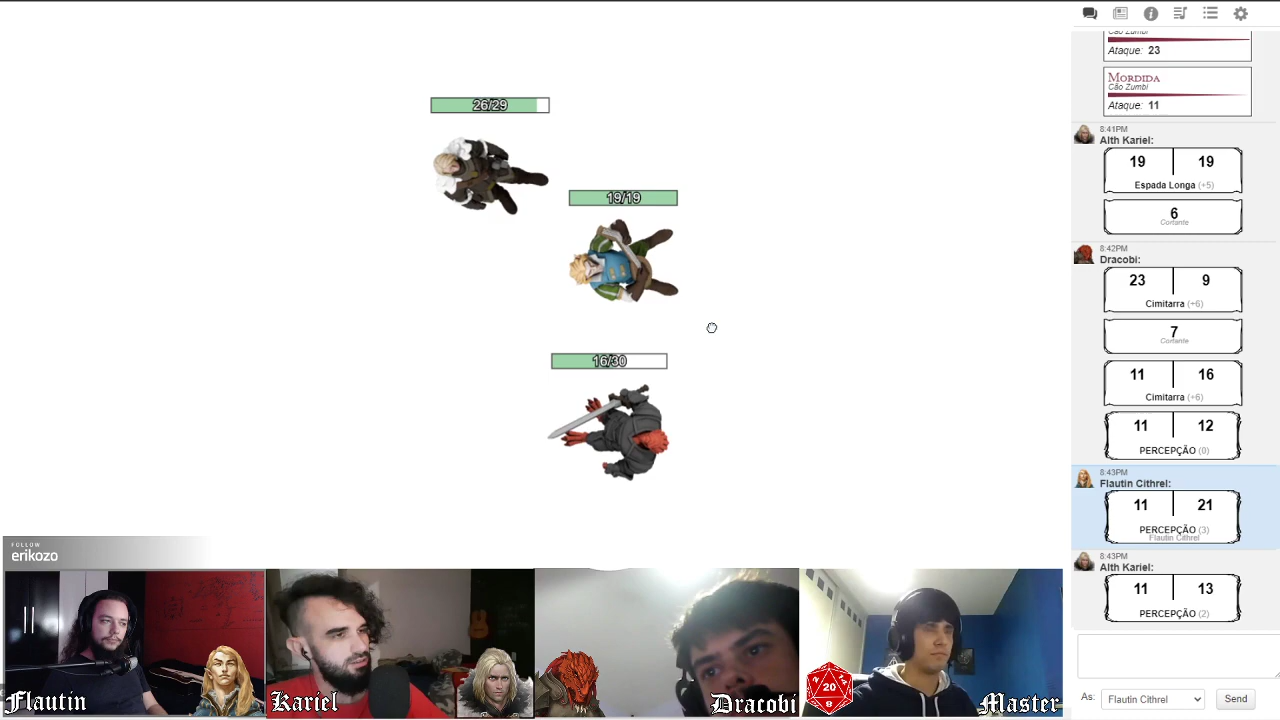 26/29
19/19
16/30
Cão Zumbi
Ataque: 23
MORDIDA
Cão Zumbi
Ataque: 11
8:41PM
Alth Kariel:
19 19
Espada Longa (+5)
6
Cortante
8:42PM
Dracobi:
23 9
Cimitarra (+6)
7
Cortante
11 16
Cimitarra (+6)
11 12
PERCEPÇÃO (0)
8:43PM
Flautin Cithrel:
11 21
PERCEPÇÃO (3)
Flautin Cithrel
8:43PM
Alth Kariel:
11 13
PERCEPÇÃO (2)
As: Flautin Cithrel Send
FOLLOW
erikozo
Flautin
Kariel
Dracobi
20
8
Master